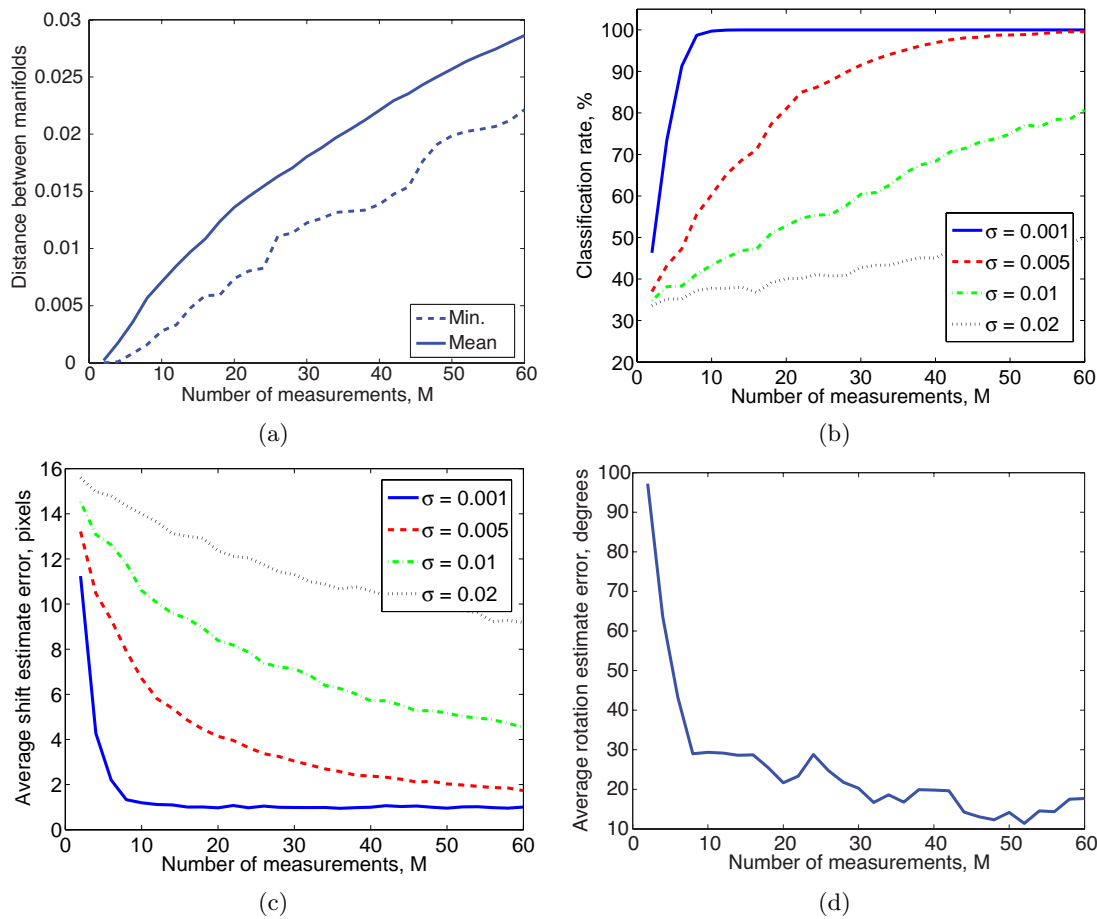 0.03
0.025
0.02
0.015
0.01
0.005
0
Distance between manifolds
Min.
Mean
0 10 20 30 40 50 60
Number of measurements, M
(a)
100
90
80
70
60
50
40
30
20
Classification rate, %
σ = 0.001
σ = 0.005
σ = 0.01
σ = 0.02
0 10 20 30 40 50 60
Number of measurements, M
(b)
16
14
12
10
8
6
4
2
0
Average shift estimate error, pixels
σ = 0.001
σ = 0.005
σ = 0.01
σ = 0.02
0 10 20 30 40 50 60
Number of measurements, M
(c)
100
90
80
70
60
50
40
30
20
10
Average rotation estimate error, degrees
0 10 20 30 40 50 60
Number of measurements, M
(d)